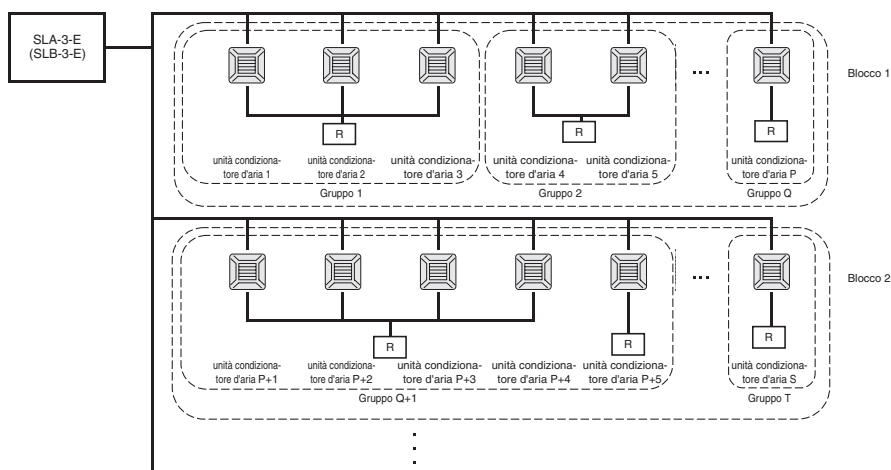 SLA-3-E
(SLB-3-E)
Blocco 1
R
R
R
unità condiziona-
tore d'aria 1
unità condiziona-
tore d'aria 2
unità condiziona-
tore d'aria 3
unità condiziona-
tore d'aria 4
unità condiziona-
tore d'aria 5
unità condiziona-
tore d'aria P
Gruppo 1
Gruppo 2
Gruppo Q
Blocco 2
R
R
R
unità condiziona-
tore d'aria P+1
unità condiziona-
tore d'aria P+2
unità condiziona-
tore d'aria P+3
unità condiziona-
tore d'aria P+4
unità condiziona-
tore d'aria P+5
unità condiziona-
tore d'aria S
Gruppo Q+1
Gruppo T